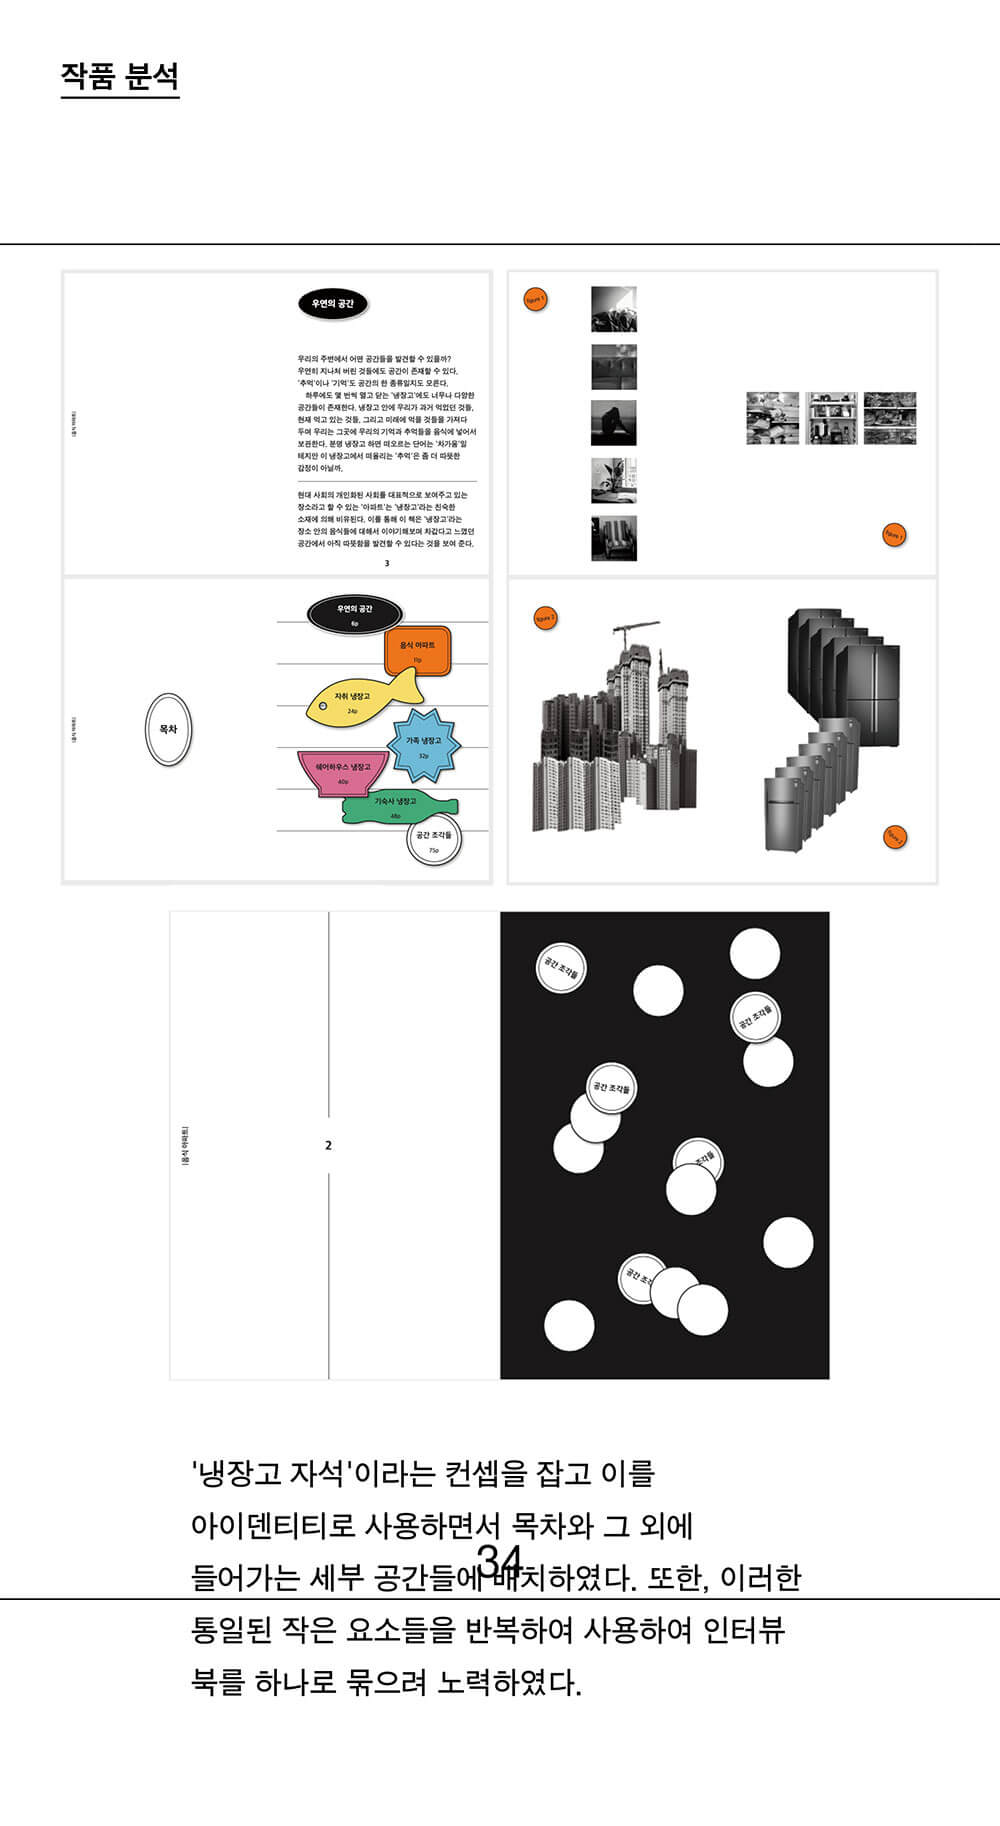 작품 분석
우연의 공간
우리의 주변에서 어떤 공간들을 발견할 수 있을까?
우연히 지나쳐 버린 것들에도 공간이 존재할 수 있다.
'추억'이나 '기억'도 공간의 한 종류일지도 모른다.
하루에도 몇 번씩 열고 닫는 '냉장고'에도 너무나 다양한
공간들이 존재한다. 냉장고 안에 우리가 과거 먹었던 것들,
현재 먹고 있는 것들, 그리고 미래에 먹을 것들을 가져다
두며 우리는 그곳에 우리의 기억과 추억들을 음식에 넣어서
보관한다. 분명 냉장고 하면 떠오르는 단어는 '차가움'일
테지만 이 냉장고에서 떠올리는 '추억'은 좀 더 따뜻한
감정이 아닐까.
현대 사회의 개인화된 사회를 대표적으로 보여주고 있는
장소라고 할 수 있는 '아파트'는 '냉장고'라는 친숙한
소재에 의해 비유된다. 이를 통해 이 책은 '냉장고'라는
장소 안의 음식들에 대해서 이야기해보며 차갑다고 느꼈던
공간에서 아직 따뜻함을 발견할 수 있다는 것을 보여 준다.
|음식 아파트|
3
figure 1
figure 1
|음식 아파트|
목차
우연의 공간
6p
음식 아파트
11p
자취 냉장고
24p
가족 냉장고
32p
쉐어하우스 냉장고
40p
기숙사 냉장고
48p
공간 조각들
75p
figure 2
figure 2
|음식 아파트|
2
공간 조각들
공간 조각들
공간 조각들
조각들
공간 조각
'냉장고 자석'이라는 컨셉을 잡고 이를
아이덴티티로 사용하면서 목차와 그 외에
들어가는 세부 공간들에 배치하였다. 또한, 이러한
34
통일된 작은 요소들을 반복하여 사용하여 인터뷰
북를 하나로 묶으려 노력하였다.